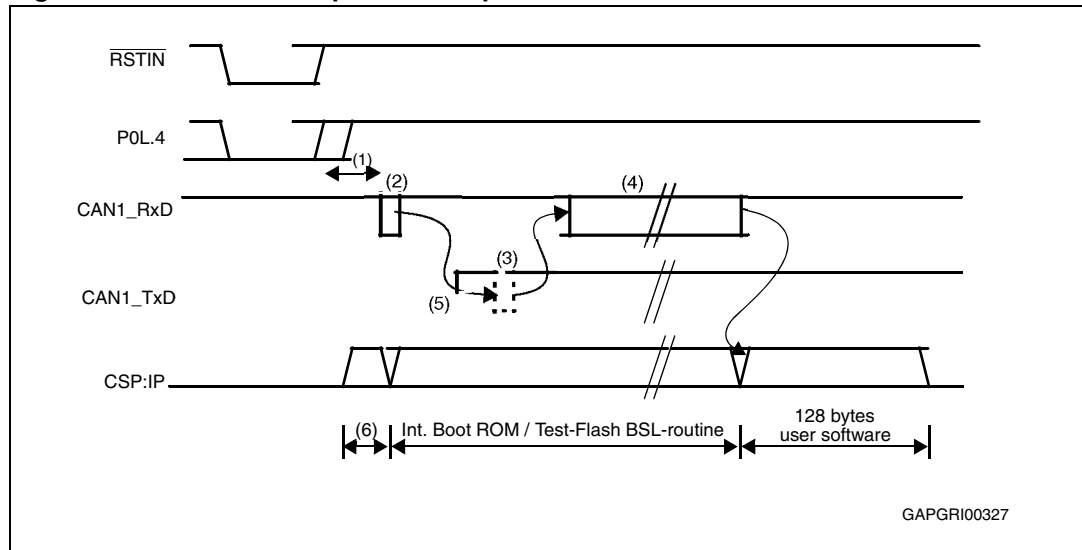 RSTIN
P0L.4
(1)
(2)
(4)
CAN1_RxD
(3)
CAN1_TxD
(5)
CSP:IP
(6)
Int. Boot ROM / Test-Flash BSL-routine
128 bytes
user software
GAPGRI00327